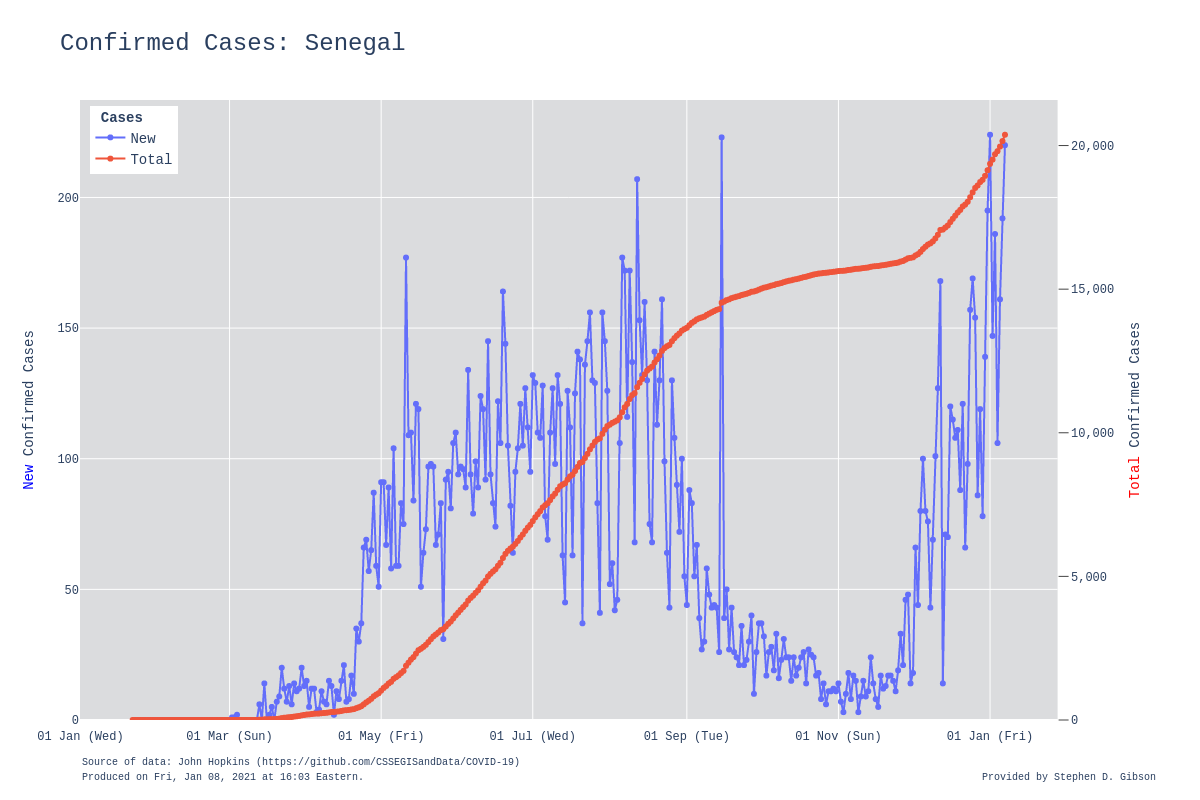 Confirmed Cases: Senegal
Cases
New
Total
200
150
100
50
0
20,000
15,000
10,000
5,000
0
New Confirmed Cases
Total Confirmed Cases
01 Jan (Wed)
01 Mar (Sun)
01 May (Fri)
01 Jul (Wed)
01 Sep (Tue)
01 Nov (Sun)
01 Jan (Fri)
Source of data: John Hopkins (https://github.com/CSSEGISandData/COVID-19)
Produced on Fri, Jan 08, 2021 at 16:03 Eastern.
Provided by Stephen D. Gibson